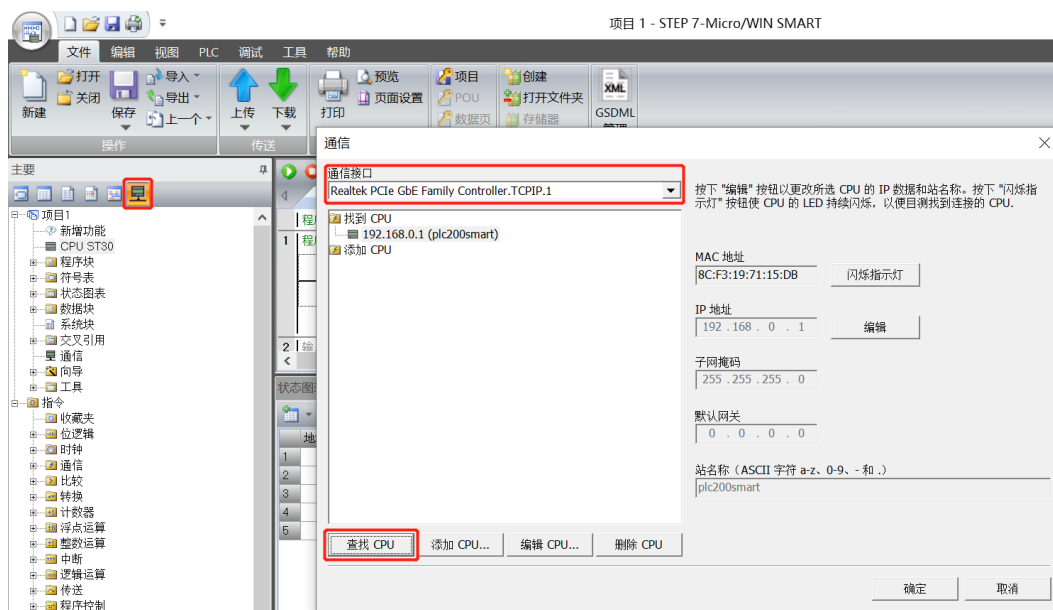 项目 1 - STEP 7-Micro/WIN SMART
文件 编辑 视图 PLC 调试 工具 帮助
新建
打开
关闭
保存
导入
导出
上一个
操作
上传
下载
传送
打印
预览
页面设置
项目
POU
数据页
创建
打开文件夹
存储器
XML
GSDML
管理
主要
项目1
新增功能
CPU ST30
程序块
符号表
状态图表
数据块
系统块
交叉引用
通信
向导
工具
指令
收藏夹
位逻辑
时钟
通信
比较
转换
计数器
浮点运算
整数运算
中断
逻辑运算
传送
程序控制
程
1 程
2 输
状态图
地
1
2
3
4
5
通信
通信接口
Realtek PCIe GbE Family Controller.TCPIP.1
找到 CPU
192.168.0.1 (plc200smart)
添加 CPU
查找 CPU 添加 CPU... 编辑 CPU... 删除 CPU
按下 "编辑" 按钮以更改所选 CPU 的 IP 数据和站名称。按下 "闪烁指
示灯" 按钮使 CPU 的 LED 持续闪烁，以便目测找到连接的 CPU.
MAC 地址
8C:F3:19:71:15:DB 闪烁指示灯
IP 地址
192 . 168 . 0 . 1 编辑
子网掩码
255 . 255 . 255 . 0
默认网关
0 . 0 . 0 . 0
站名称（ASCII 字符 a-z、0-9、- 和 .）
plc200smart
确定 取消